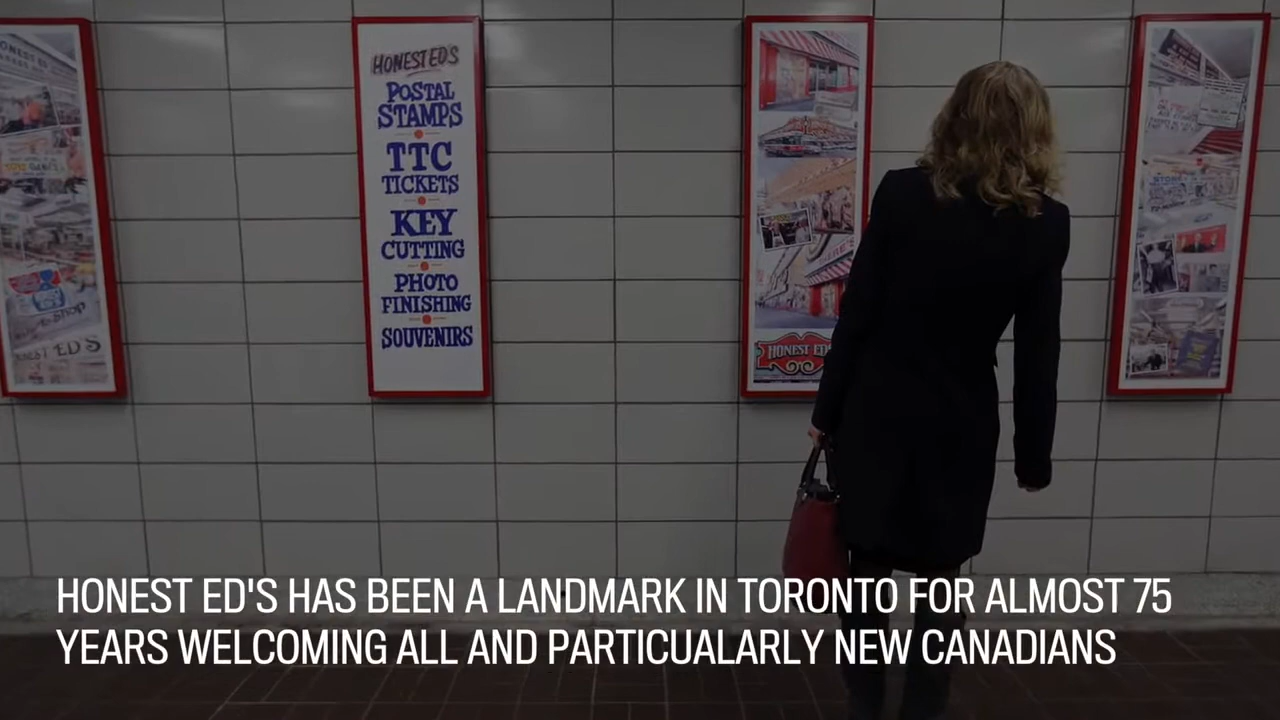 HONEST ED'S
POSTAL
STAMPS
TTC
TICKETS
KEY
CUTTING
PHOTO
FINISHING
SOUVENIRS
HONEST ED
HONEST ED'S HAS BEEN A LANDMARK IN TORONTO FOR ALMOST 75
YEARS WELCOMING ALL AND PARTICUALARLY NEW CANADIANS